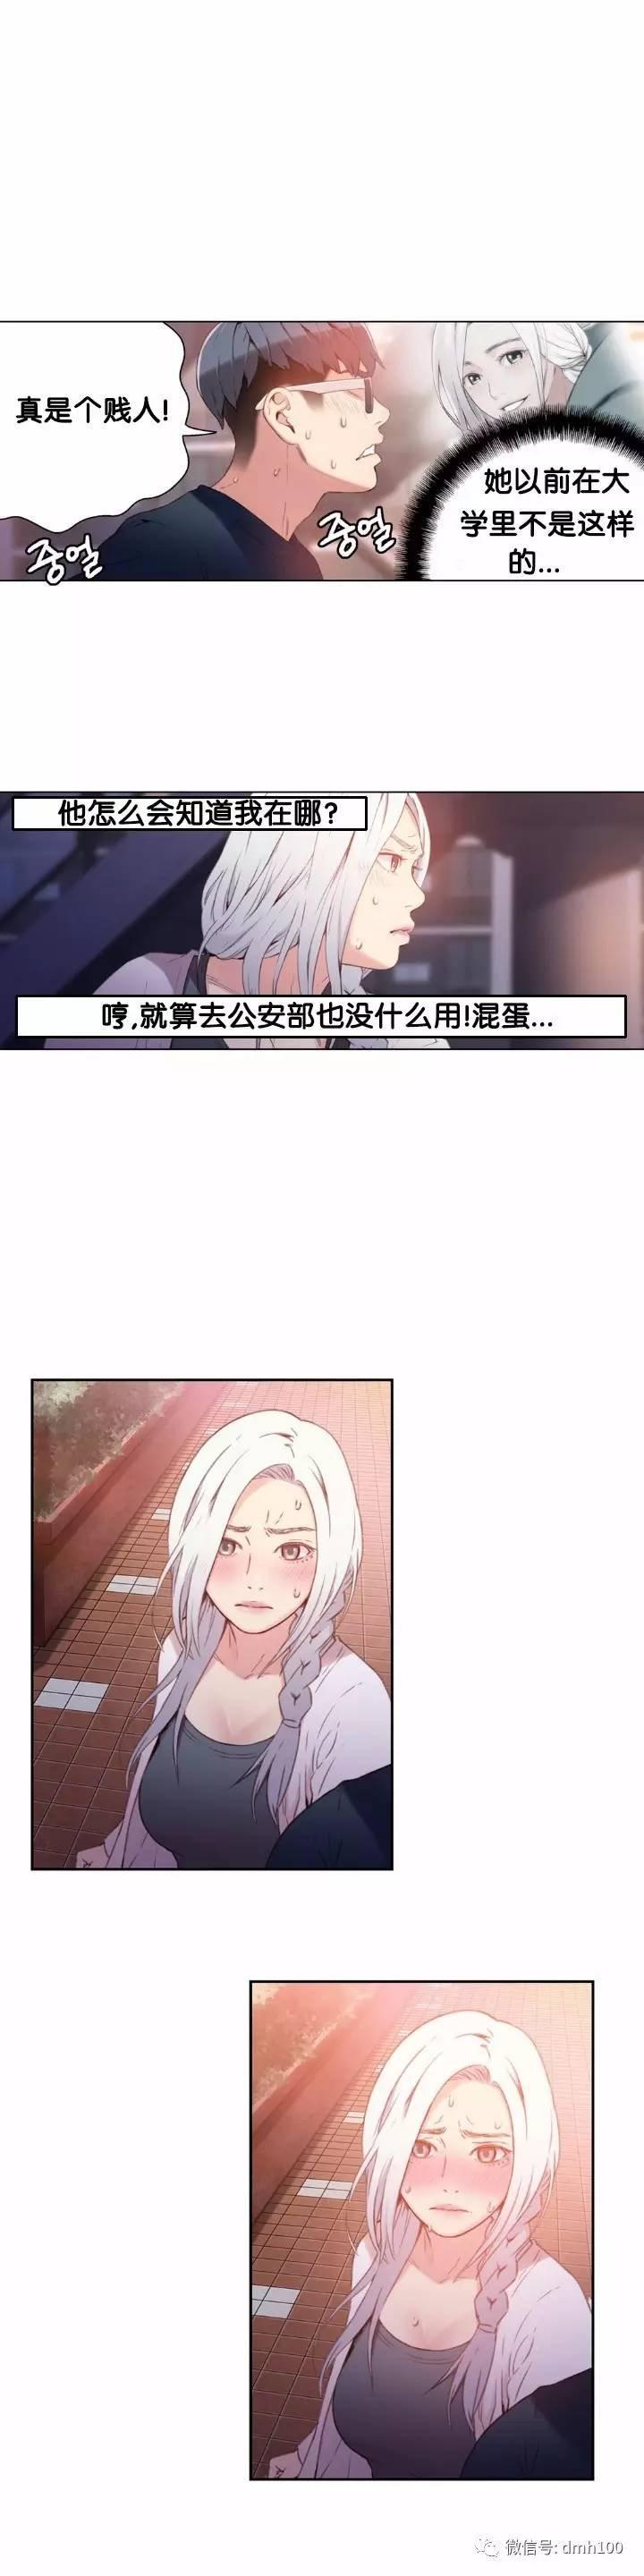 真是个贱人!
她以前在大
学里不是这样
的...
중얼
중얼
他怎么会知道我在哪?
哼,就算去公安部也没什么用!混蛋...
微信号: dmh100